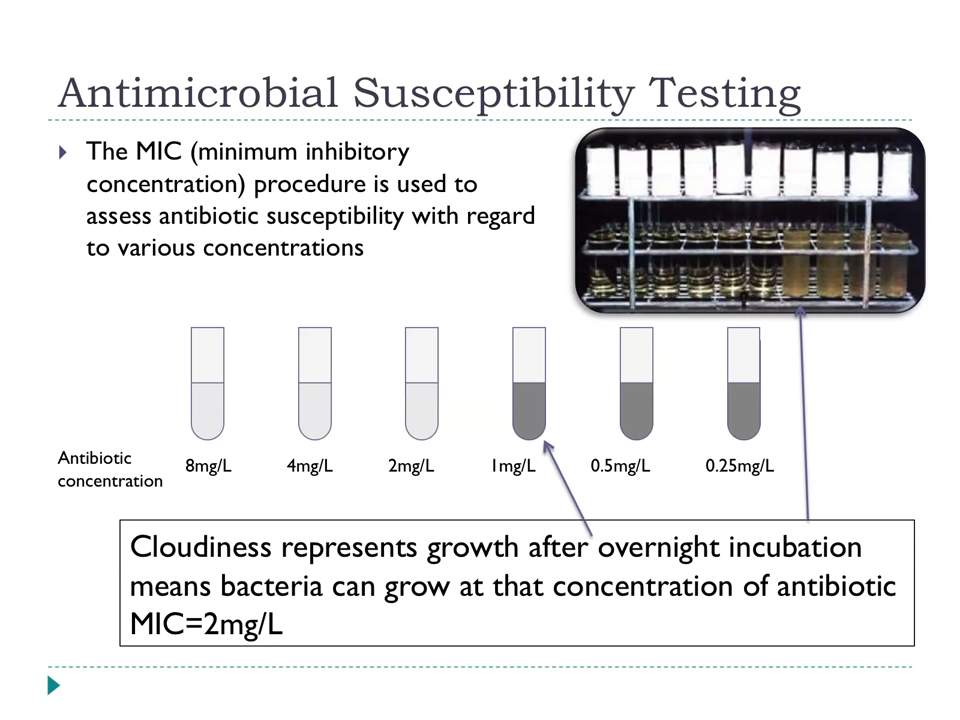 Antimicrobial Susceptibility Testing
The MIC (minimum inhibitory
concentration) procedure is used to
assess antibiotic susceptibility with regard
to various concentrations
Antibiotic
concentration
8mg/L 4mg/L 2mg/L 1mg/L 0.5mg/L 0.25mg/L
Cloudiness represents growth after overnight incubation
means bacteria can grow at that concentration of antibiotic
MIC=2mg/L